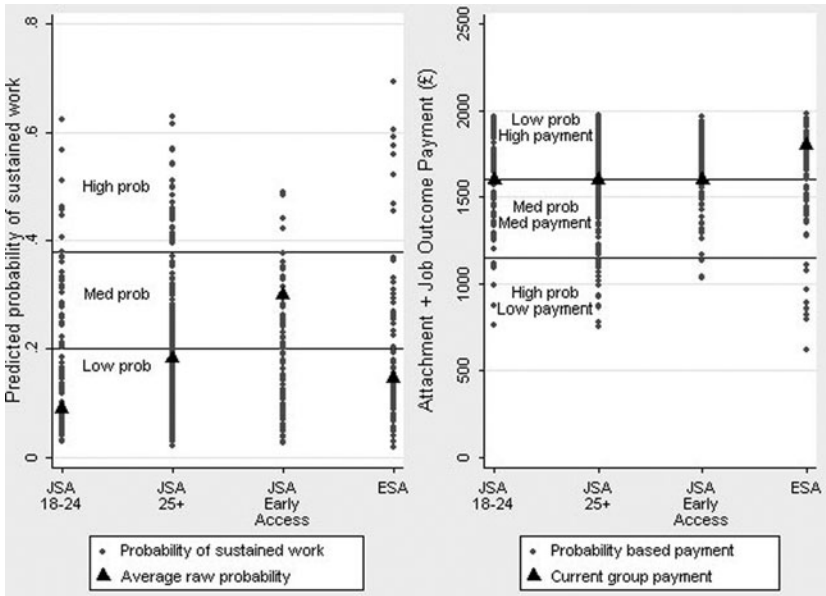 Predicted probability of sustained work
.8
.6
.4
.2
0
High prob
Med prob
Low prob
JSA
18-24
JSA
25+
JSA
Early
Access
ESA
Probability of sustained work
Average raw probability
Attachment + Job Outcome Payment (£)
2500
2000
1500
1000
500
0
Low prob
High payment
Med prob
Med payment
High prob
Low payment
JSA
18-24
JSA
25+
JSA
Early
Access
ESA
Probability based payment
Current group payment